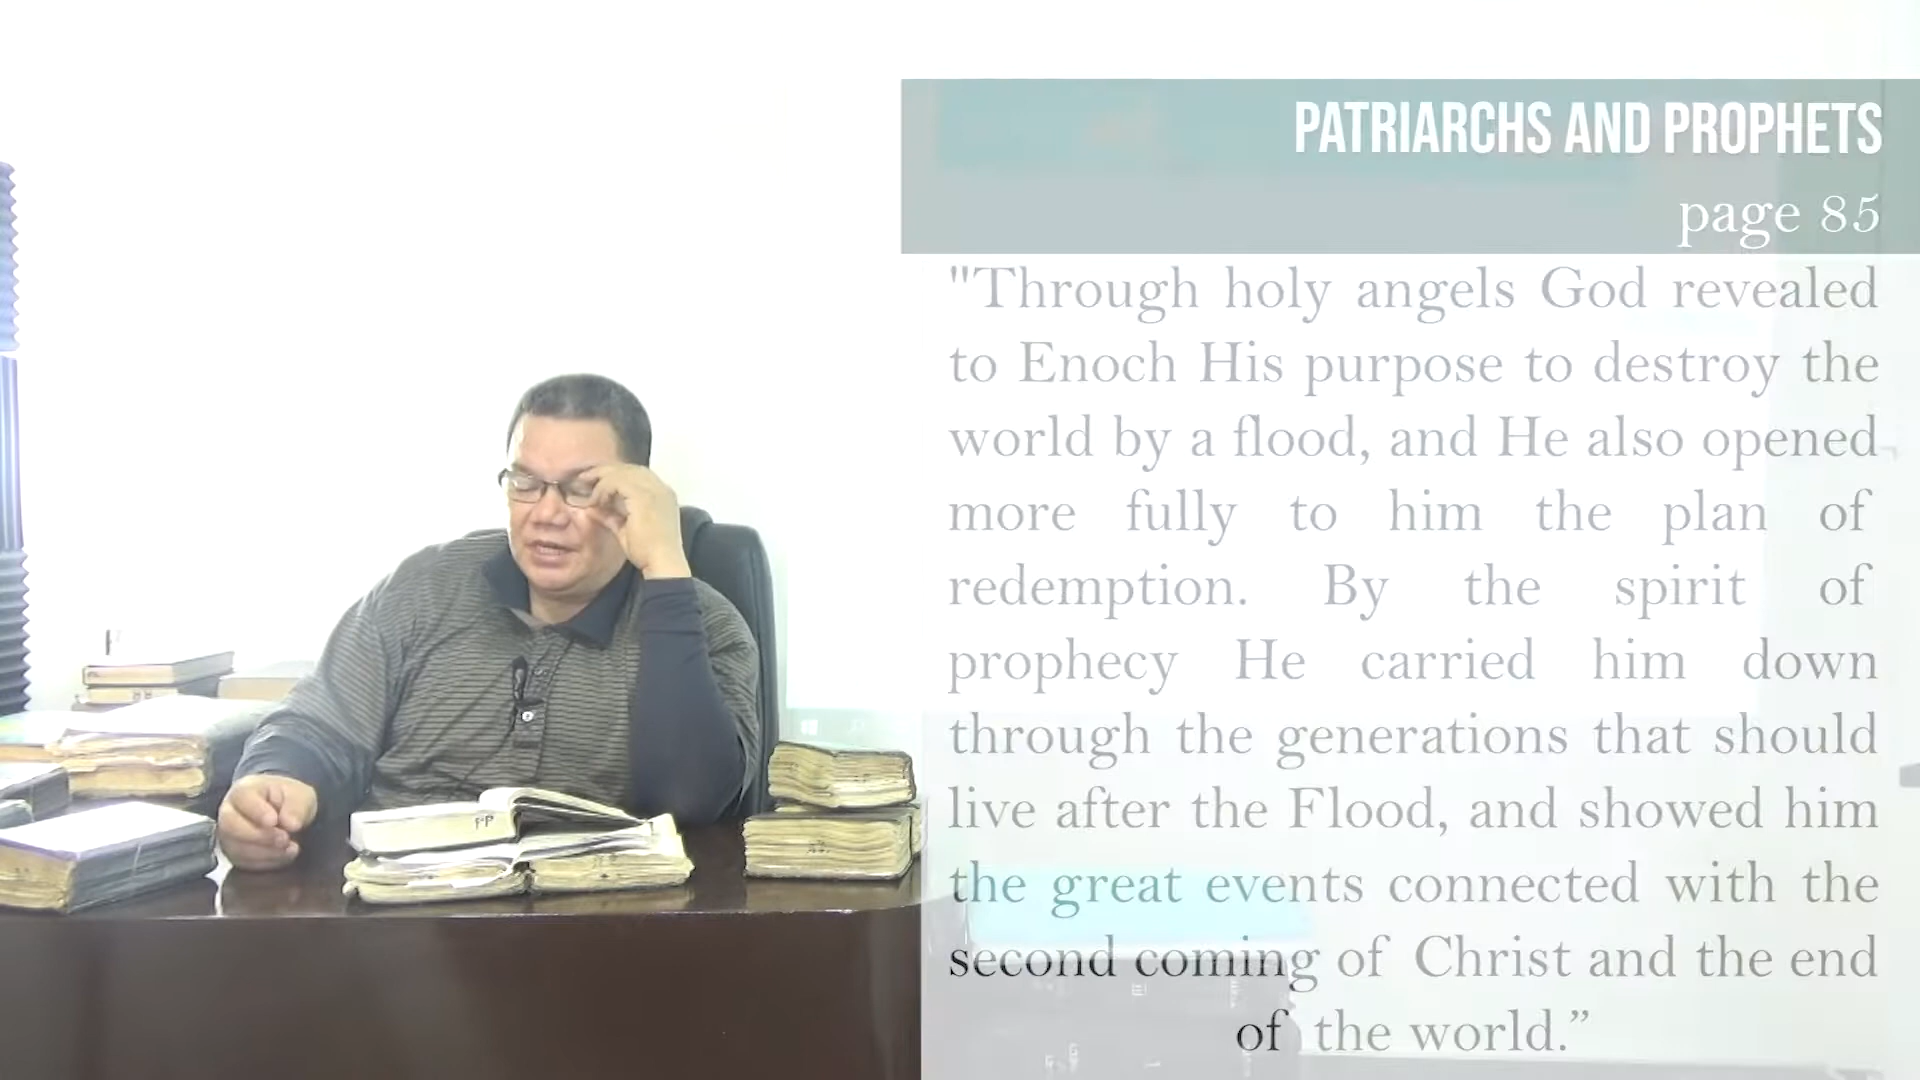 PATRIARCHS AND PROPHETS
page 85
"Through holy angels God revealed
to Enoch His purpose to destroy the
world by a flood, and He also opened
more fully to him the plan of
redemption. By the spirit of
prophecy He carried him down
through the generations that should
live after the Flood, and showed him
the great events connected with the
second coming of Christ and the end
of the world.”
PP